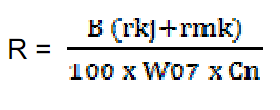 R = B (rkj+rmk)
100 x W07 x Cn